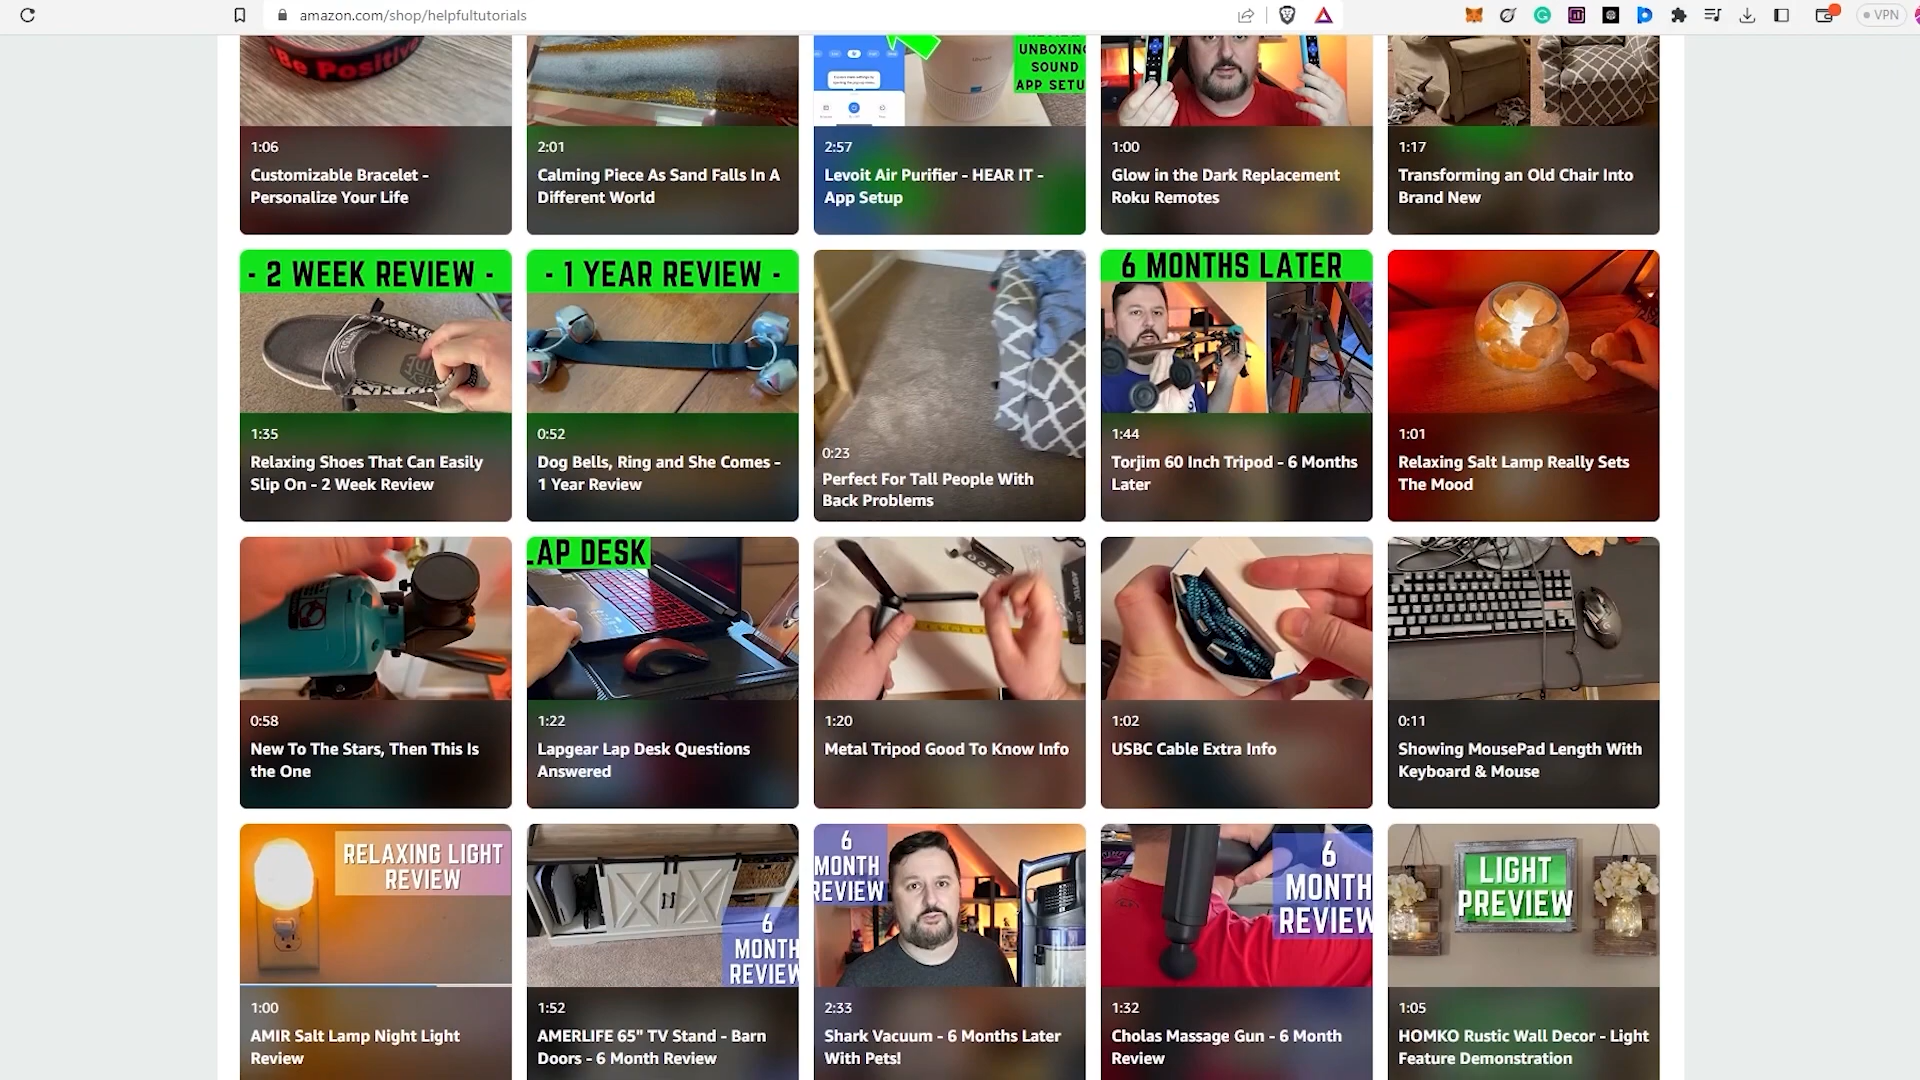 amazon.com/shop/helpfultutorials
VPN
Be Positive
UNBOXING
SOUND
APP SETU
1:06
Customizable Bracelet -
Personalize Your Life
2:01
Calming Piece As Sand Falls In A
Different World
2:57
Levoit Air Purifier - HEAR IT -
App Setup
1:00
Glow in the Dark Replacement
Roku Remotes
1:17
Transforming an Old Chair Into
Brand New
- 2 WEEK REVIEW -
1:35
Relaxing Shoes That Can Easily
Slip On - 2 Week Review
- 1 YEAR REVIEW -
0:52
Dog Bells, Ring and She Comes -
1 Year Review
0:23
Perfect For Tall People With
Back Problems
6 MONTHS LATER
1:44
Torjim 60 Inch Tripod - 6 Months
Later
1:01
Relaxing Salt Lamp Really Sets
The Mood
0:58
New To The Stars, Then This Is
the One
AP DESK
1:22
Lapgear Lap Desk Questions
Answered
1:20
Metal Tripod Good To Know Info
1:02
USBC Cable Extra Info
0:11
Showing MousePad Length With
Keyboard & Mouse
RELAXING LIGHT
REVIEW
1:00
AMIR Salt Lamp Night Light
Review
6
MONTH
REVIEW
1:52
AMERLIFE 65" TV Stand - Barn
Doors - 6 Month Review
6
MONTH
REVIEW
2:33
Shark Vacuum - 6 Months Later
With Pets!
6
MONTH
REVIEW
1:32
Cholas Massage Gun - 6 Month
Review
LIGHT
PREVIEW
1:05
HOMKO Rustic Wall Decor - Light
Feature Demonstration